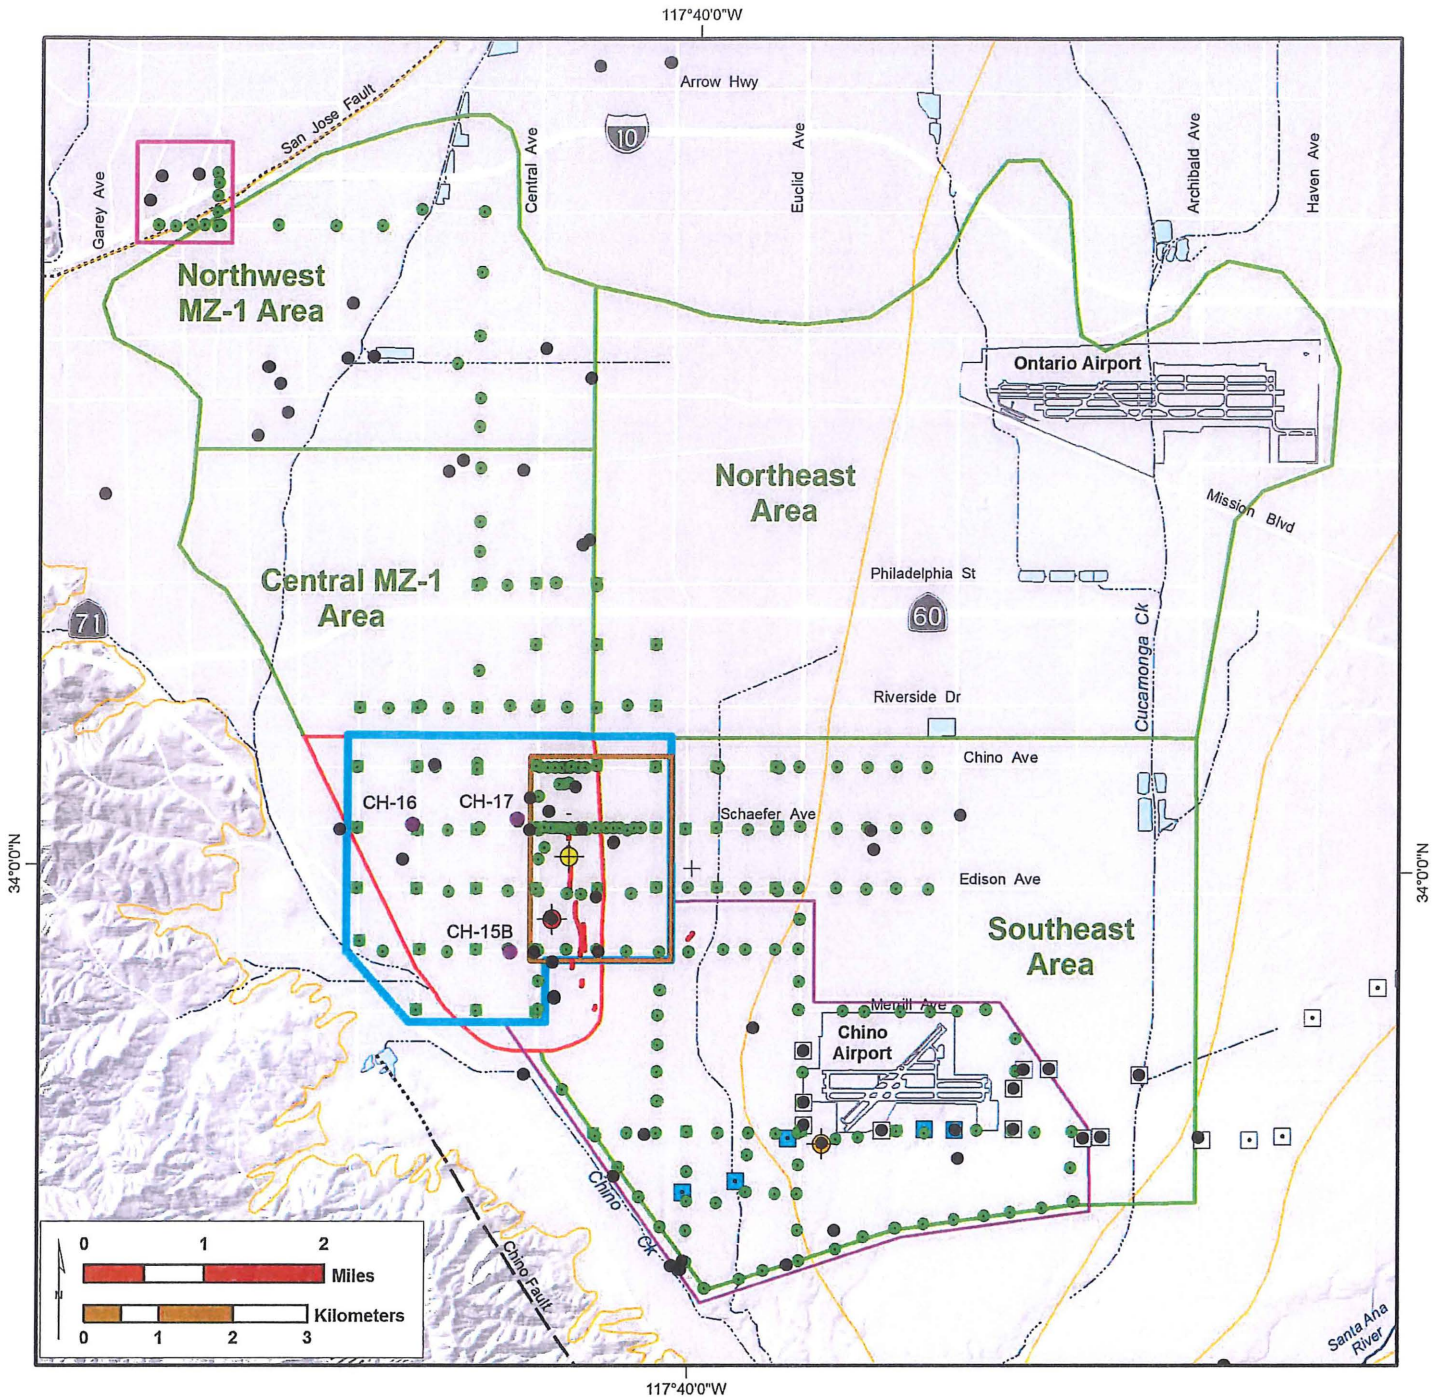 117°40'0"W
Arrow Hwy
San Jose Fault
10
Central Ave
Euclid Ave
Archibald Ave
Haven Ave
Garey Ave
Northwest
MZ-1 Area
Ontario Airport
Northeast
Area
Mission Blvd
Central MZ-1
Area
Philadelphia St
71
60
Cucamonga Ck
Riverside Dr
Chino Ave
CH-16
CH-17
Schaefer Ave
34°0'0"N
34°0'0"N
Edison Ave
CH-15B
Southeast
Area
Merrill Ave
Chino
Airport
Chino Ck
Chino Fault
0 1 2
Miles
Kilometers
0 1 2 3
N
Santa Ana
River
117°40'0"W